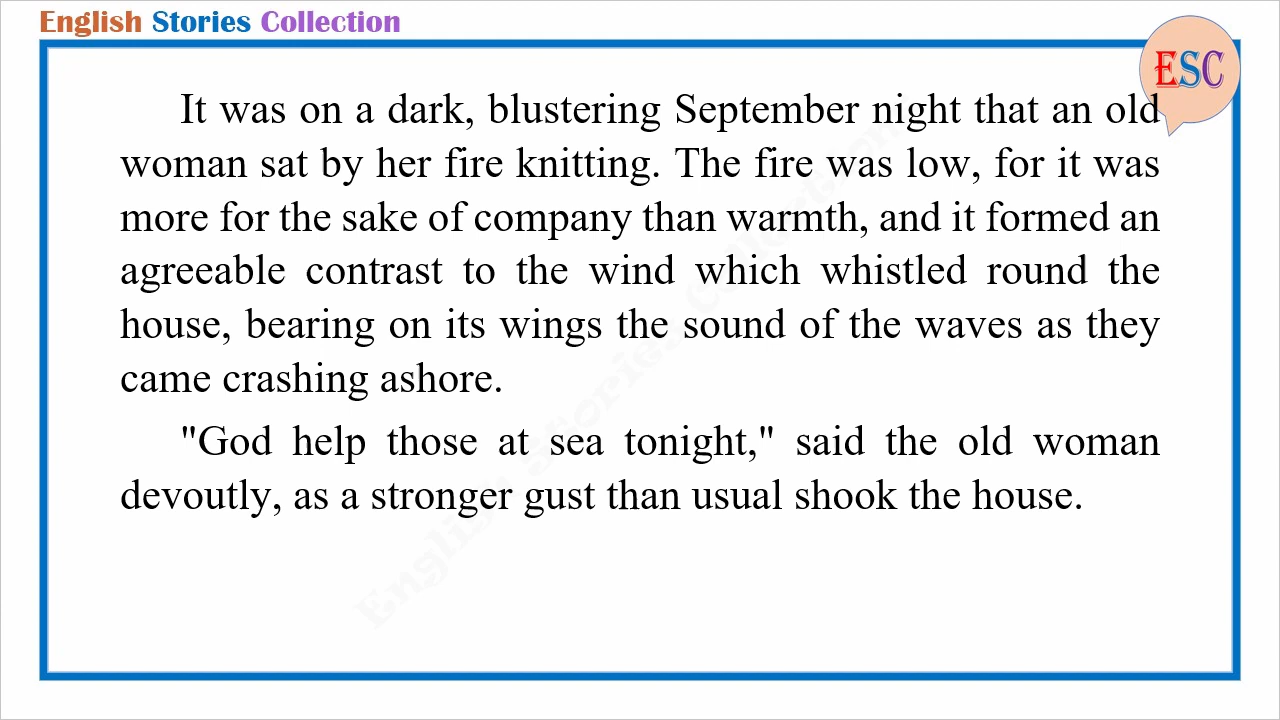 English Stories Collection
ESC
It was on a dark, blustering September night that an old
woman sat by her fire knitting. The fire was low, for it was
more for the sake of company than warmth, and it formed an
agreeable contrast to the wind which whistled round the
house, bearing on its wings the sound of the waves as they
came crashing ashore.
"God help those at sea tonight," said the old woman
devoutly, as a stronger gust than usual shook the house.
English Stories Collection